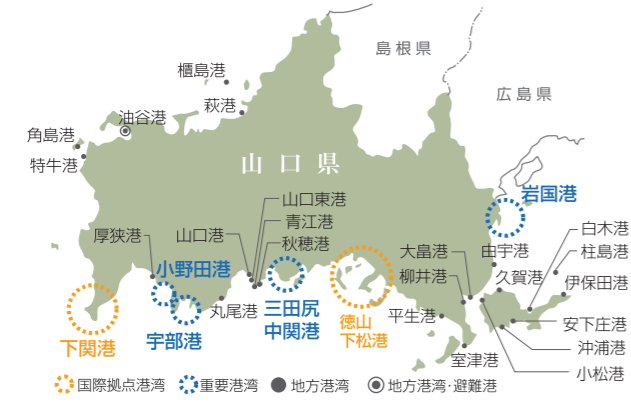 島根県
広島県
櫃島港
萩港
油谷港
角島港
特牛港
山口県
岩国港
山口東港
青江港
秋穂港
厚狭港
山口港
小野田港
大畠港
由宇港
白木港
柱島港
柳井港
久賀港
伊保田港
丸尾港
三田尻
中関港
徳山
下松港
平生港
安下庄港
宇部港
下関港
室津港
沖浦港
小松港
国際拠点港湾
重要港湾
地方港湾
地方港湾・避難港